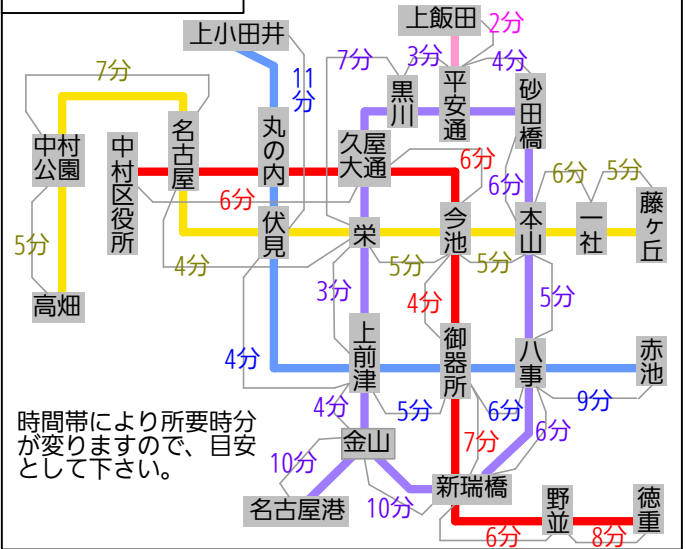 上飯田
2分
上小田井
7分
3分
4分
7分
11分
黒川
平安通
砂田橋
中村公園
中村区役所
名古屋
丸の内
久屋大通
6分
6分
6分
5分
6分
伏見
栄
今池
本山
一社
藤ヶ丘
5分
4分
5分
5分
高畑
3分
4分
5分
上前津
御器所
八事
赤池
4分
時間帯により所要時分
が変りますので、目安
として下さい。
4分
5分
6分
9分
金山
7分
6分
10分
新瑞橋
野並
徳重
名古屋港
10分
6分
8分